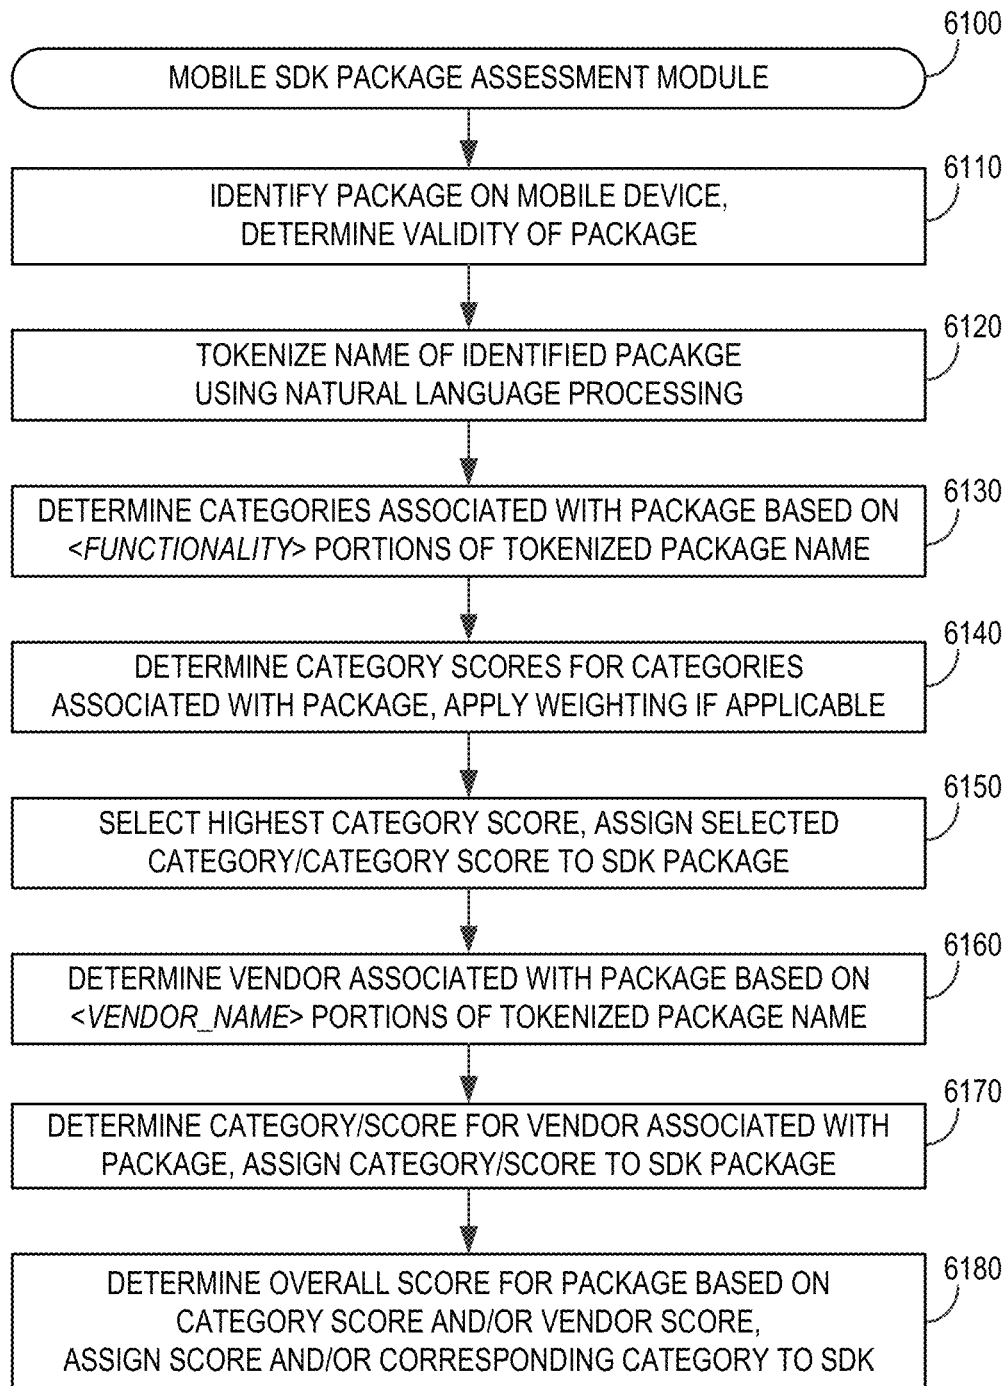 6100
MOBILE SDK PACKAGE ASSESSMENT MODULE
6110
IDENTIFY PACKAGE ON MOBILE DEVICE,
DETERMINE VALIDITY OF PACKAGE
6120
TOKENIZE NAME OF IDENTIFIED PACAKGE
USING NATURAL LANGUAGE PROCESSING
6130
DETERMINE CATEGORIES ASSOCIATED WITH PACKAGE BASED ON
<FUNCTIONALITY> PORTIONS OF TOKENIZED PACKAGE NAME
6140
DETERMINE CATEGORY SCORES FOR CATEGORIES
ASSOCIATED WITH PACKAGE, APPLY WEIGHTING IF APPLICABLE
6150
SELECT HIGHEST CATEGORY SCORE, ASSIGN SELECTED
CATEGORY/CATEGORY SCORE TO SDK PACKAGE
6160
DETERMINE VENDOR ASSOCIATED WITH PACKAGE BASED ON
<VENDOR_NAME> PORTIONS OF TOKENIZED PACKAGE NAME
6170
DETERMINE CATEGORY/SCORE FOR VENDOR ASSOCIATED WITH
PACKAGE, ASSIGN CATEGORY/SCORE TO SDK PACKAGE
6180
DETERMINE OVERALL SCORE FOR PACKAGE BASED ON
CATEGORY SCORE AND/OR VENDOR SCORE,
ASSIGN SCORE AND/OR CORRESPONDING CATEGORY TO SDK